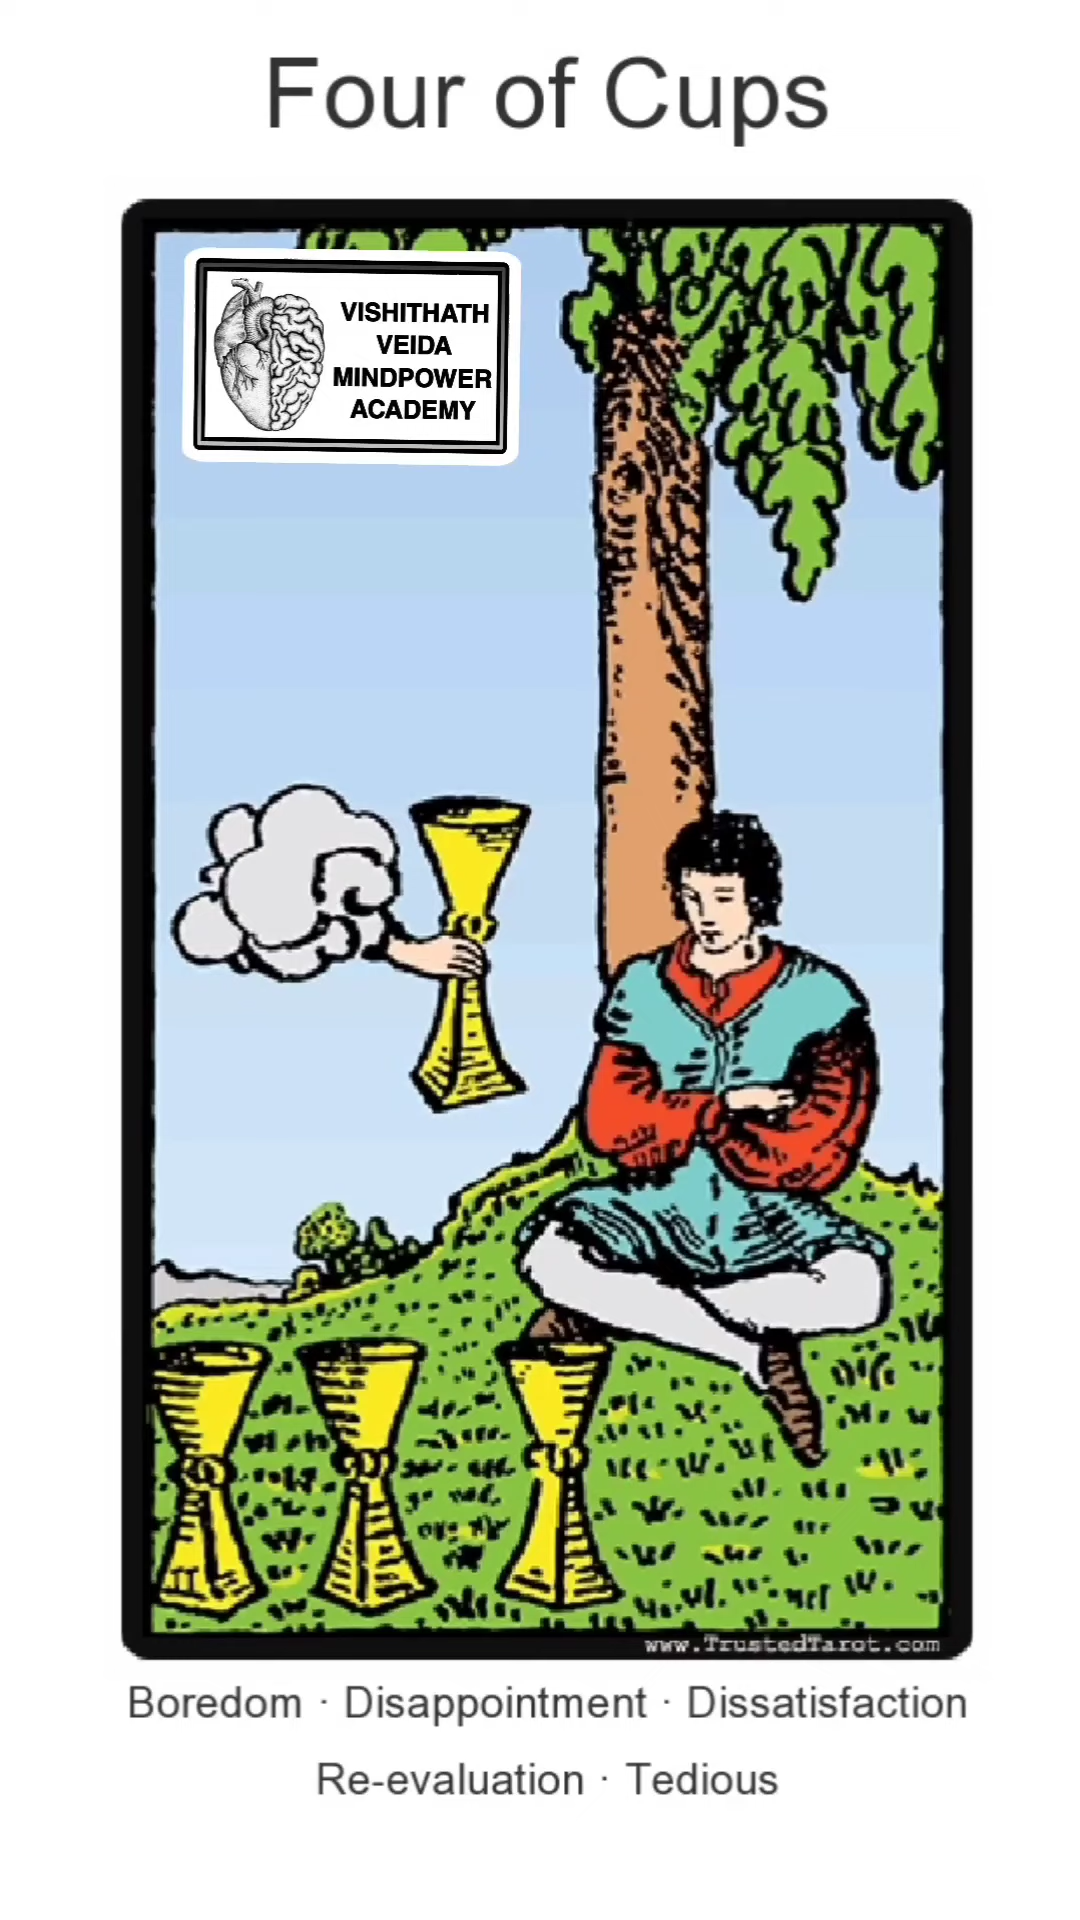 Four of Cups
VISHITHATH
VEIDA
MINDPOWER
ACADEMY
www.TrustedTarot.com
Boredom · Disappointment · Dissatisfaction
Re-evaluation · Tedious